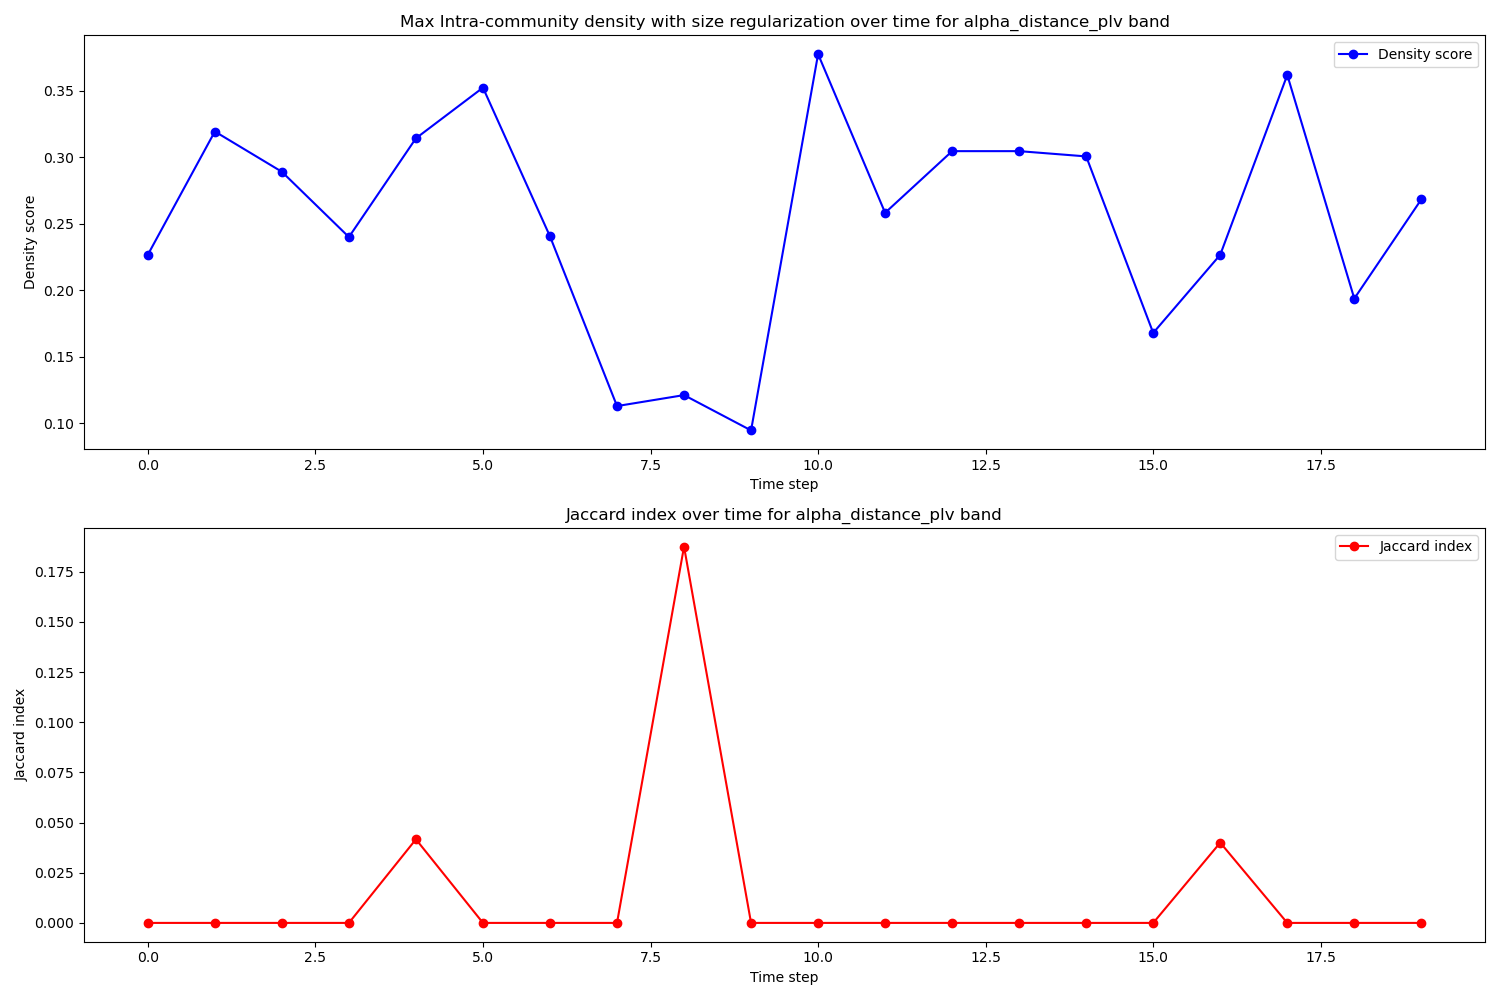 Max Intra-community density with size regularization over time for alpha_distance_plv band
Density score
0.35
0.30
0.25
0.20
0.15
0.10
Density score
0.0 2.5 5.0 7.5 10.0 12.5 15.0 17.5
Time step
Jaccard index over time for alpha_distance_plv band
Jaccard index
0.175
0.150
0.125
0.100
0.075
0.050
0.025
0.000
Jaccard index
0.0 2.5 5.0 7.5 10.0 12.5 15.0 17.5
Time step